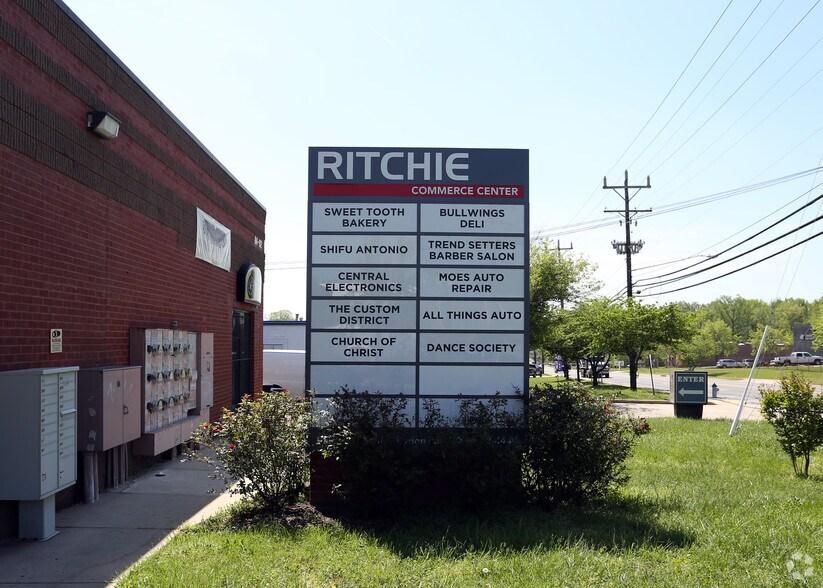 RITCHIE
COMMERCE CENTER
SWEET TOOTH
BAKERY
BULLWINGS
DELI
SHIFU ANTONIO
TREND SETTERS
BARBER SALON
CENTRAL
ELECTRONICS
MOES AUTO
REPAIR
THE CUSTOM
DISTRICT
ALL THINGS AUTO
CHURCH OF
CHRIST
DANCE SOCIETY
ENTER